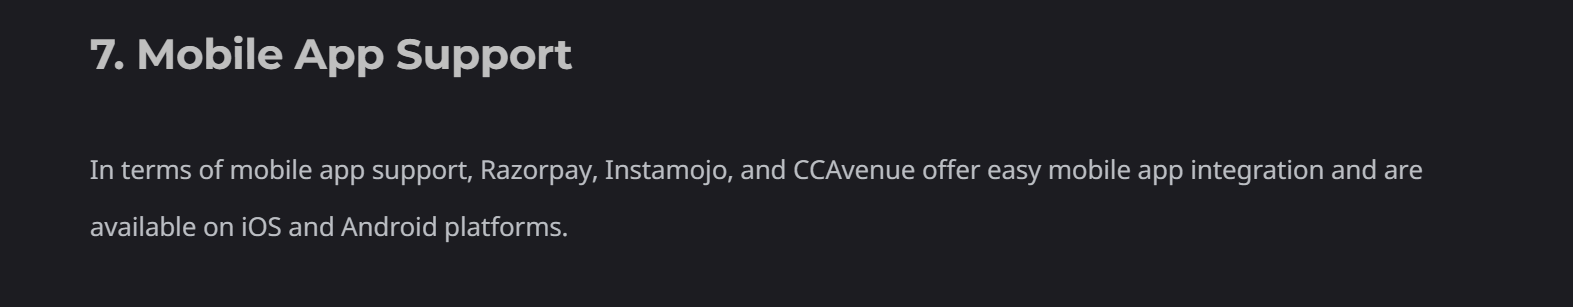 7. Mobile App Support
In terms of mobile app support, Razorpay, Instamojo, and CCAvenue offer easy mobile app integration and are
available on iOS and Android platforms.